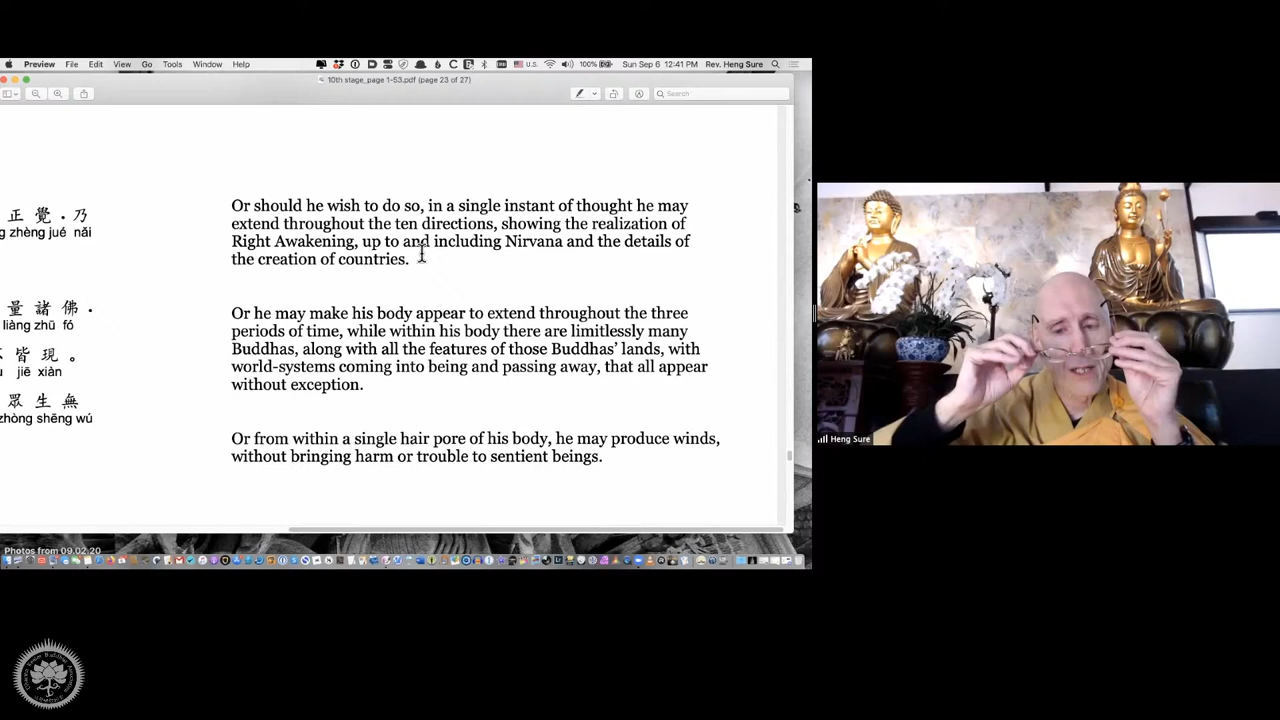 Preview File Edit View Go Tools Window Help
U.S. 100% Sun Sep 6 12:41 PM Rev. Heng Sure
10th stage_page 1-53.pdf (page 23 of 27)
Search
正 覺 . 乃
g zhèng jué nǎi
Or should he wish to do so, in a single instant of thought he may
extend throughout the ten directions, showing the realization of
Right Awakening, up to and including Nirvana and the details of
the creation of countries.
量 諸 佛 .
liàng zhū fó
皆 現 。
u jiē xiàn
眾 生 無
zhòng shēng wú
Or he may make his body appear to extend throughout the three
periods of time, while within his body there are limitlessly many
Buddhas, along with all the features of those Buddhas’ lands, with
world-systems coming into being and passing away, that all appear
without exception.
Or from within a single hair pore of his body, he may produce winds,
without bringing harm or trouble to sentient beings.
Photos from 09.02.20
Heng Sure